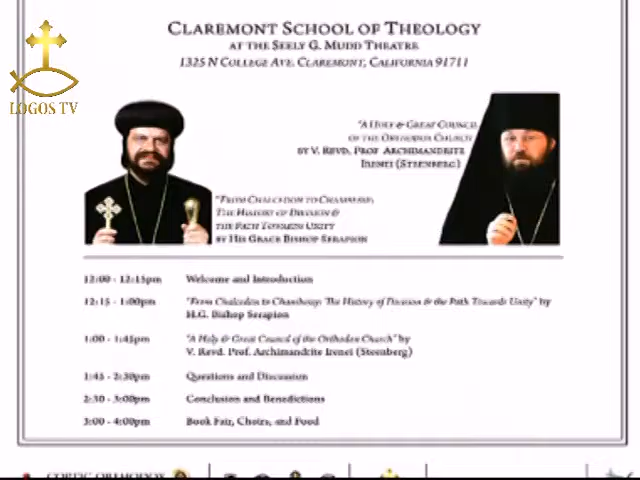 CLAREMONT SCHOOL OF THEOLOGY
AT THE SEELY G. MUDD THEATRE
1325 N COLLEGE AVE. CLAREMONT, CALIFORNIA 91711
LOGOS TV
"A HOLY & GREAT COUNCIL
OF THE ORTHODOX CHURCH
BY V. REVD. PROF ARCHIMANDRITE
IRENEI (STEENBERG)
"FROM CHALCEDON TO CHAMBESY:
THE HISTORY OF DIVISION &
THE PATH TOWARDS UNITY
BY HIS GRACE BISHOP SERAPION
12:00 - 12:15pm Welcome and Introduction
12:15 - 1:00pm "From Chalcedon to Chambesy: The History of Division & the Path Towards Unity" by
H.G. Bishop Serapion
1:00 - 1:45pm "A Holy & Great Council of the Orthodox Church" by
V. Revd. Prof. Archimandrite Irenei (Steenberg)
1:45 - 2:30pm Questions and Discussion
2:30 - 3:00pm Conclusion and Benedictions
3:00 - 4:00pm Book Fair, Choirs, and Food
COPTIC ORTHODOX